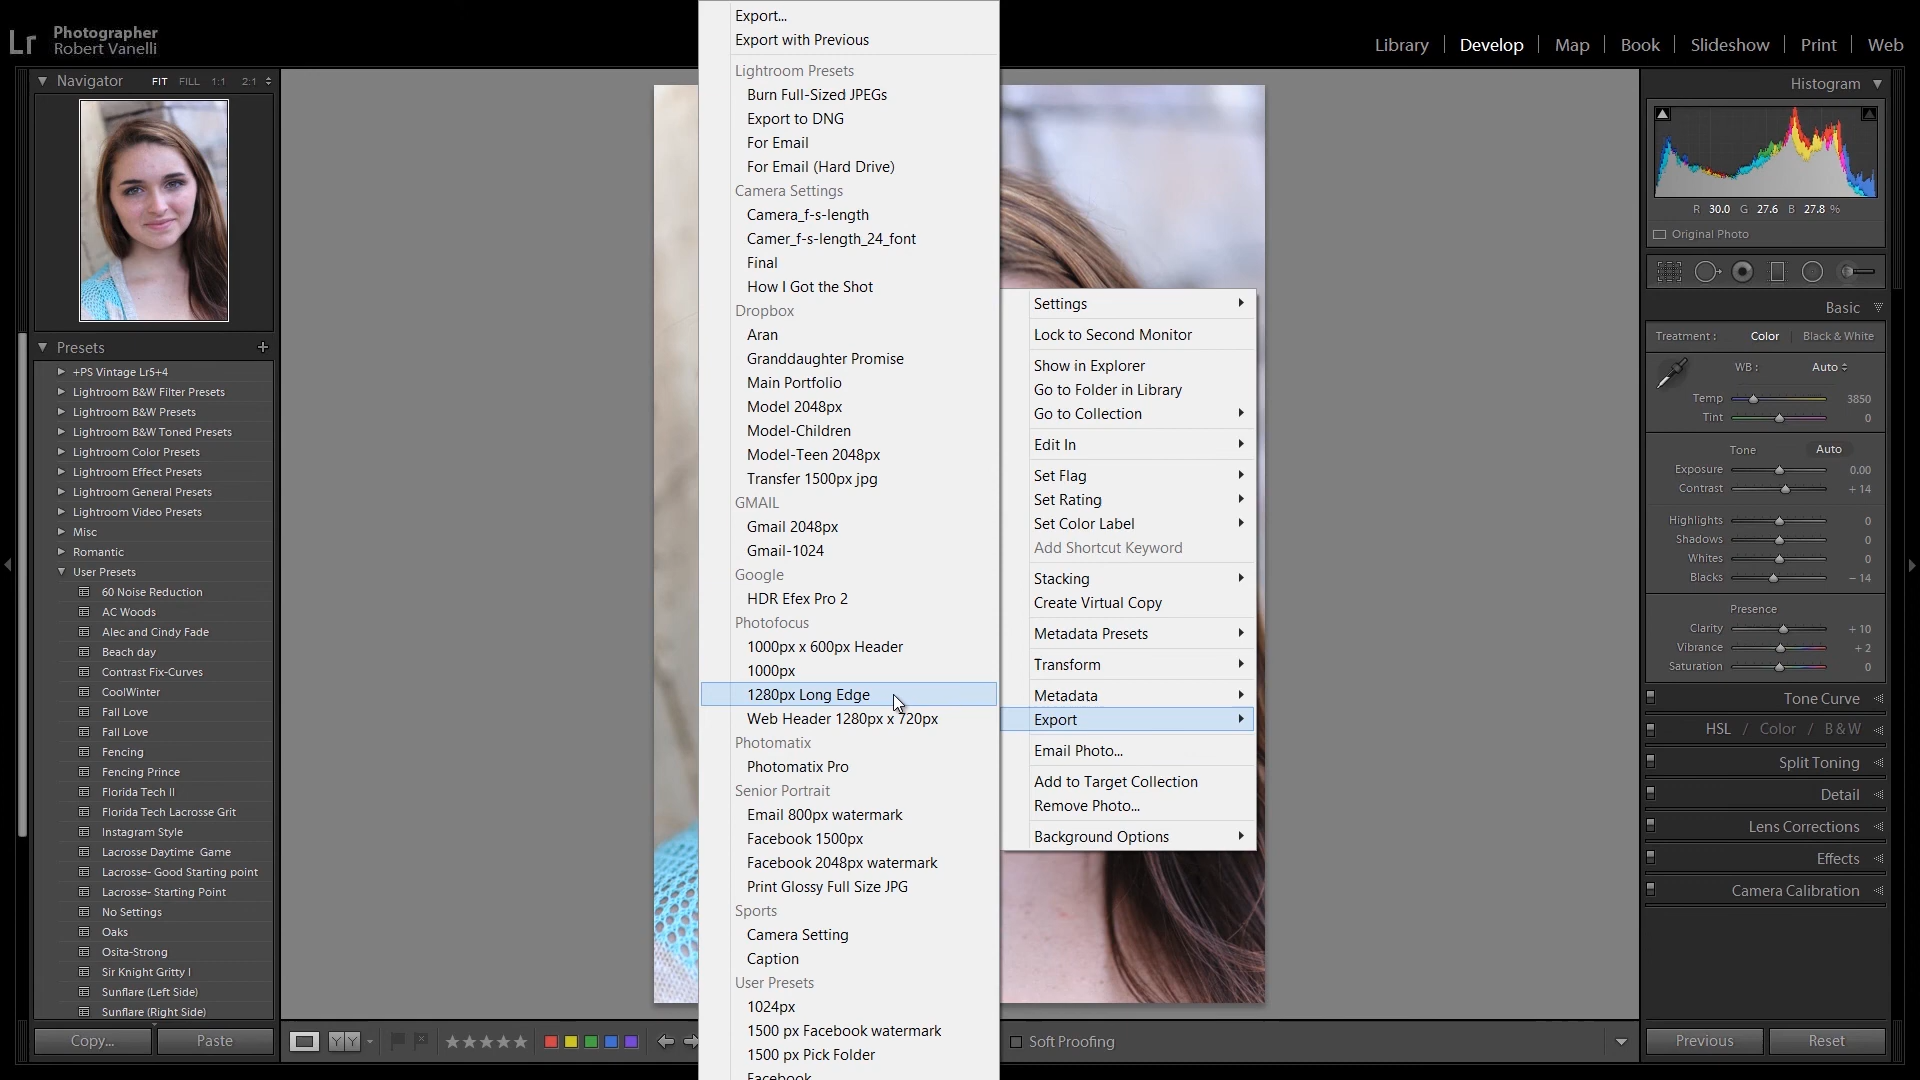 Lr
Photographer
Robert Vanelli
Library
Develop
Map
Book
Slideshow
Print
Web
Navigator
FIT
FILL
1:1
2:1
Presets
+
+PS Vintage Lr5+4
Lightroom B&W Filter Presets
Lightroom B&W Presets
Lightroom B&W Toned Presets
Lightroom Color Presets
Lightroom Effect Presets
Lightroom General Presets
Lightroom Video Presets
Misc
Romantic
User Presets
60 Noise Reduction
AC Woods
Alec and Cindy Fade
Beach day
Contrast Fix-Curves
CoolWinter
Fall Love
Fall Love
Fencing
Fencing Prince
Florida Tech II
Florida Tech Lacrosse Grit
Instagram Style
Lacrosse Daytime Game
Lacrosse- Good Starting point
Lacrosse- Starting Point
No Settings
Oaks
Osita-Strong
Sir Knight Gritty I
Sunflare (Left Side)
Sunflare (Right Side)
Copy...
Paste
Export...
Export with Previous
Lightroom Presets
Burn Full-Sized JPEGs
Export to DNG
For Email
For Email (Hard Drive)
Camera Settings
Camera_f-s-length
Camer_f-s-length_24_font
Final
How I Got the Shot
Dropbox
Aran
Granddaughter Promise
Main Portfolio
Model 2048px
Model-Children
Model-Teen 2048px
Transfer 1500px jpg
GMAIL
Gmail 2048px
Gmail-1024
Google
HDR Efex Pro 2
Photofocus
1000px x 600px Header
1000px
1280px Long Edge
Web Header 1280px x 720px
Photomatix
Photomatix Pro
Senior Portrait
Email 800px watermark
Facebook 1500px
Facebook 2048px watermark
Print Glossy Full Size JPG
Sports
Camera Setting
Caption
User Presets
1024px
1500 px Facebook watermark
1500 px Pick Folder
Facebook
Settings
Lock to Second Monitor
Show in Explorer
Go to Folder in Library
Go to Collection
Edit In
Set Flag
Set Rating
Set Color Label
Add Shortcut Keyword
Stacking
Create Virtual Copy
Metadata Presets
Transform
Metadata
Export
Email Photo...
Add to Target Collection
Remove Photo...
Background Options
YY
Soft Proofing
Histogram
R 30.0 G 27.6 B 27.8 %
Original Photo
Basic
Treatment : Color Black & White
WB : Auto
Temp 3850
Tint 0
Tone Auto
Exposure 0.00
Contrast + 14
Highlights 0
Shadows 0
Whites 0
Blacks − 14
Presence
Clarity + 10
Vibrance + 2
Saturation 0
Tone Curve
HSL / Color / B & W
Split Toning
Detail
Lens Corrections
Effects
Camera Calibration
Previous
Reset